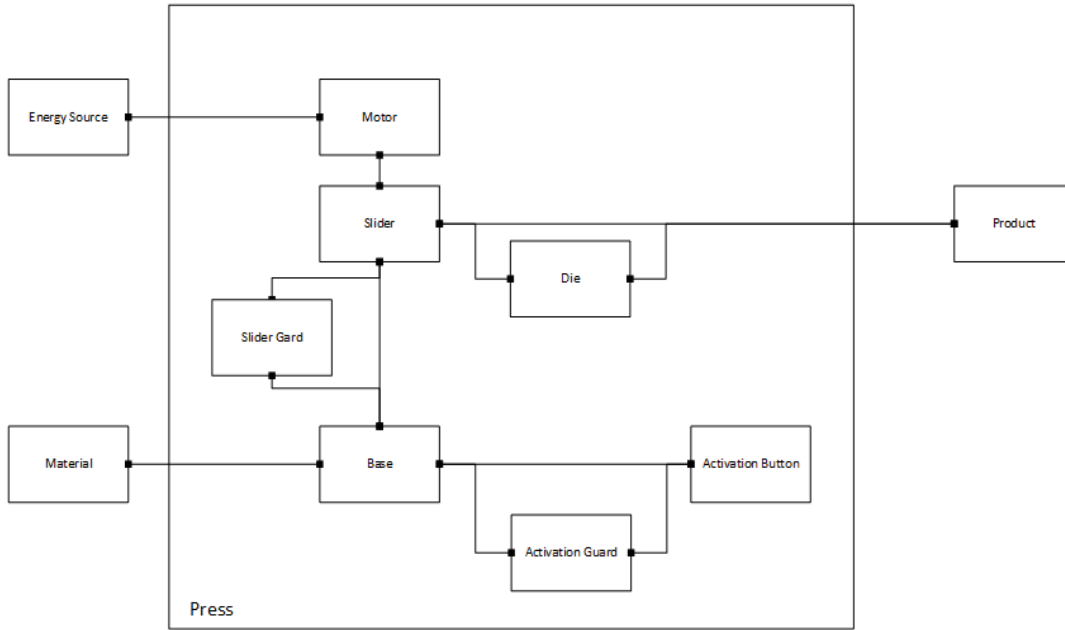 Energy Source
Motor
Slider
Product
Die
Slider Gard
Material
Base
Activation Button
Activation Guard
Press